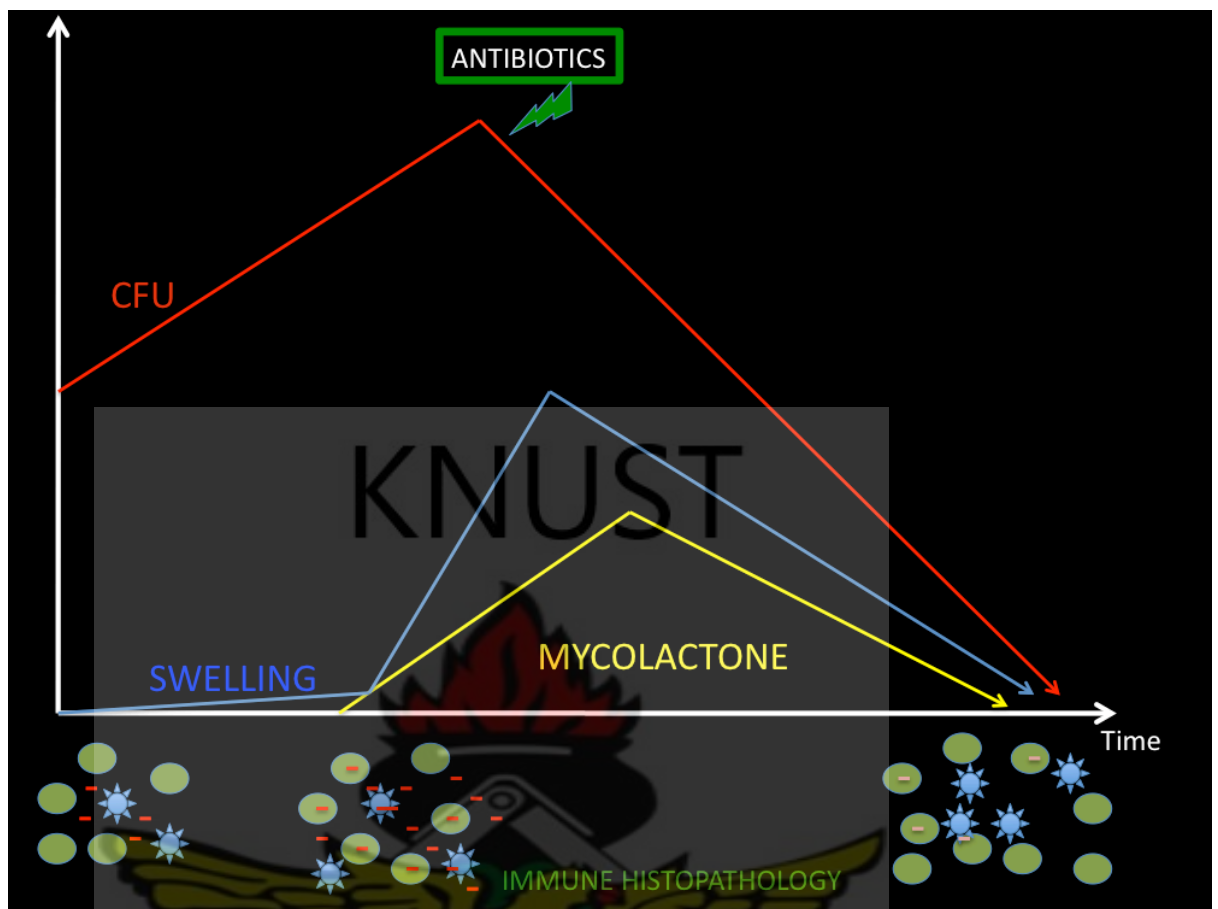 ANTIBIOTICS
CFU
KNUST
MYCOLACTONE
SWELLING
Time
IMMUNE HISTOPATHOLOGY